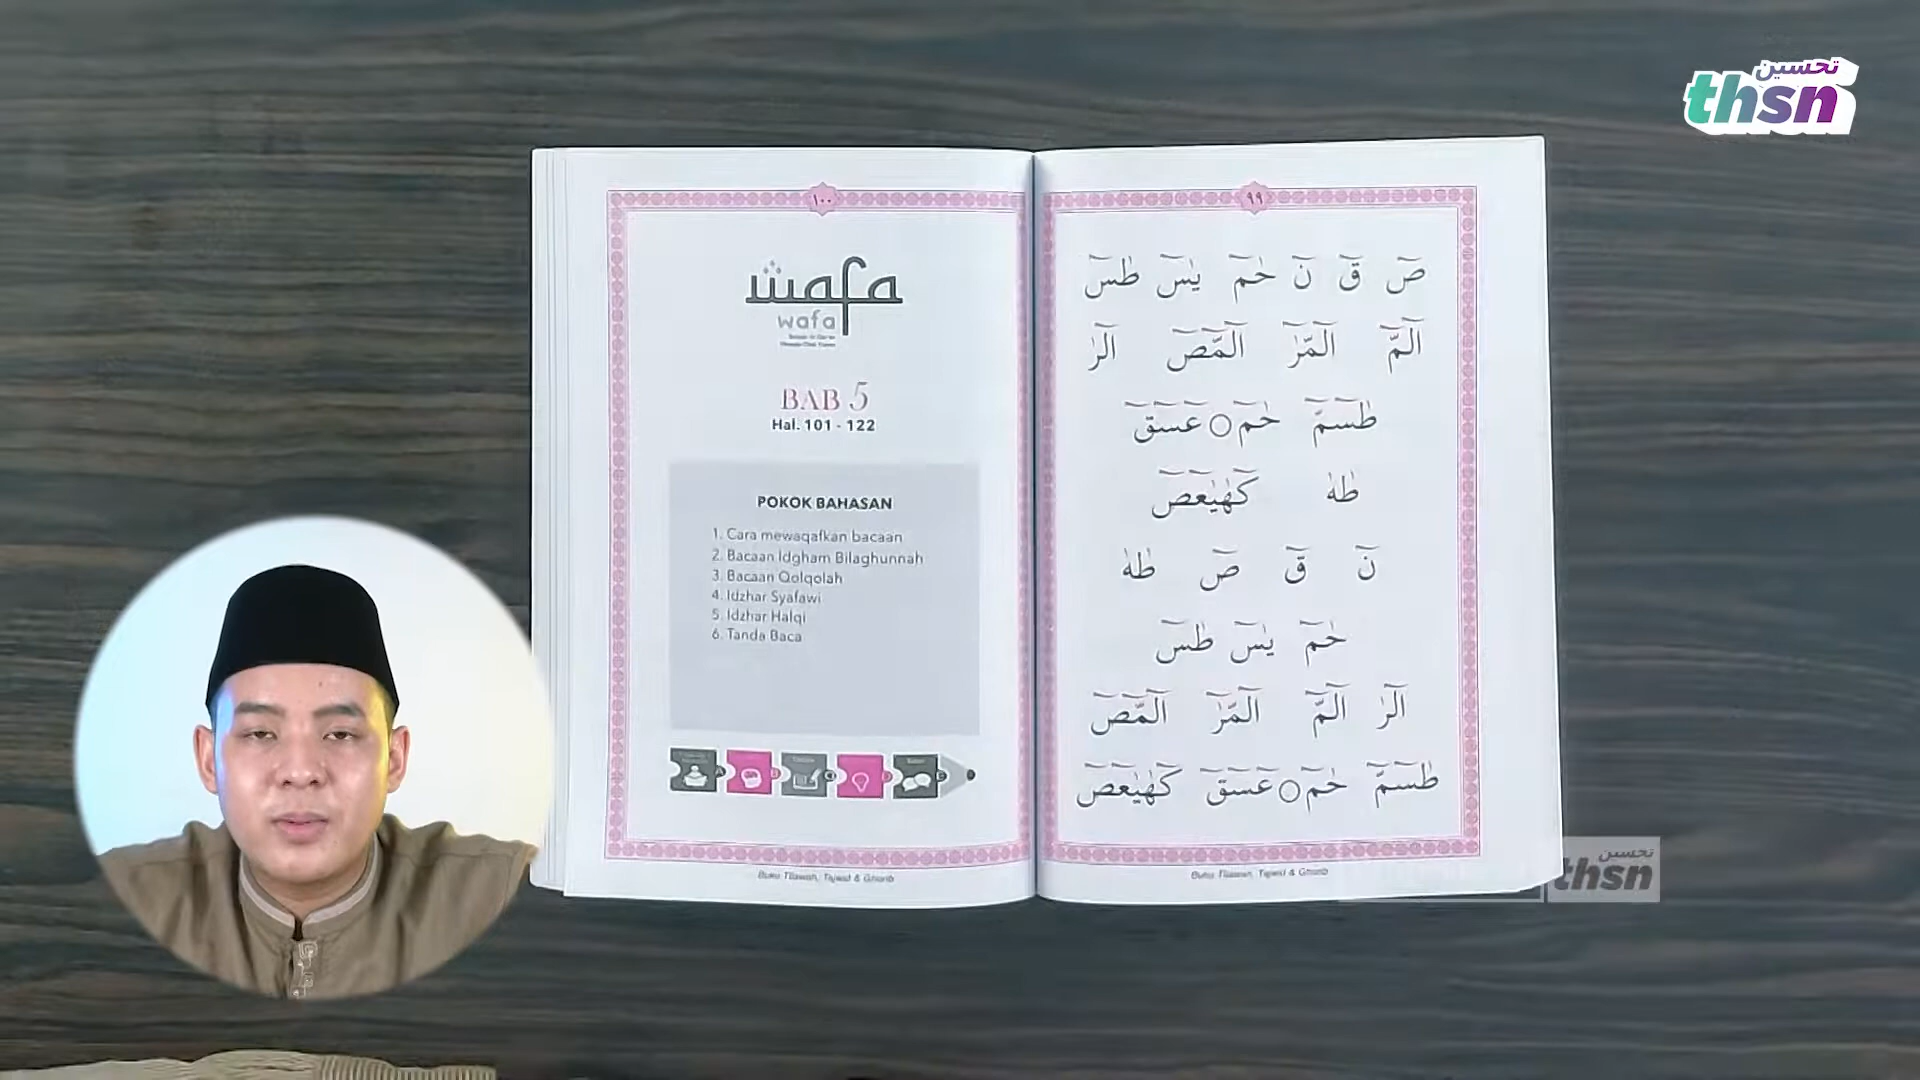 تحسين
thsn
٩٩
صٓ قٓ نٓ حٰمٓ يٰسٓ طٰسٓ
الٓمّٓ الٓمّٓرٰ الٓمّٓصٓ الٓرٰ
طٰسٓمّٓ حٰمٓ ○ عٓسٓقٓ
طٰهٰ كٓهٰيٰعٓصٓ
نٓ قٓ صٓ طٰهٰ
حٰمٓ يٰسٓ طٰسٓ
الٓرٰ الٓمّٓ الٓمّٓرٰ الٓمّٓصٓ
طٰسٓمّٓ حٰمٓ ○ عٓسٓقٓ كٓهٰيٰعٓصٓ
Buku Tilawah, Tajwid & Gharib
١٠٠
wafa
wafa
BAB 5
Hal. 101 - 122
POKOK BAHASAN
1. Cara mewaqafkan bacaan
2. Bacaan Idgham Bilaghunnah
3. Bacaan Qolqolah
4. Idzhar Syafawi
5. Idzhar Halqi
6. Tanda Baca
Buku Tilawah, Tajwid & Gharib
تحسين
thsn